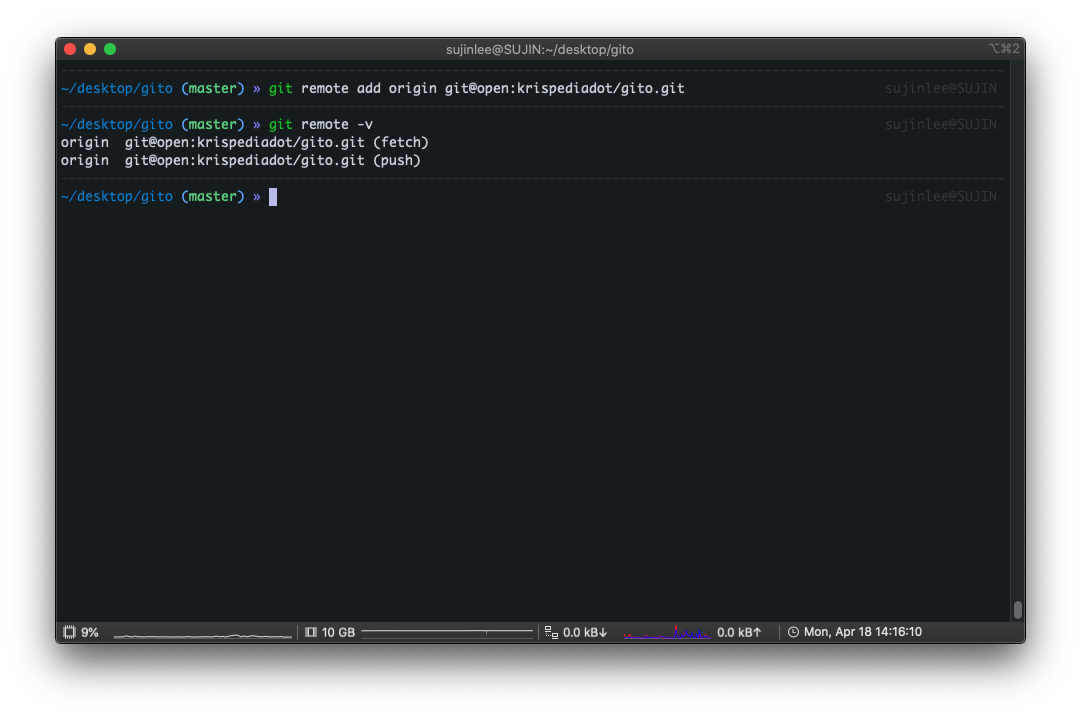 sujinlee@SUJIN:~/desktop/gito ⌥⌘2
~/desktop/gito (master) » git remote add origin git@open:krispediadot/gito.git sujinlee@SUJIN
~/desktop/gito (master) » git remote -v sujinlee@SUJIN
origin  git@open:krispediadot/gito.git (fetch)
origin  git@open:krispediadot/gito.git (push)
~/desktop/gito (master) » sujinlee@SUJIN
9% 10 GB 0.0 kB↓ 0.0 kB↑ Mon, Apr 18 14:16:10